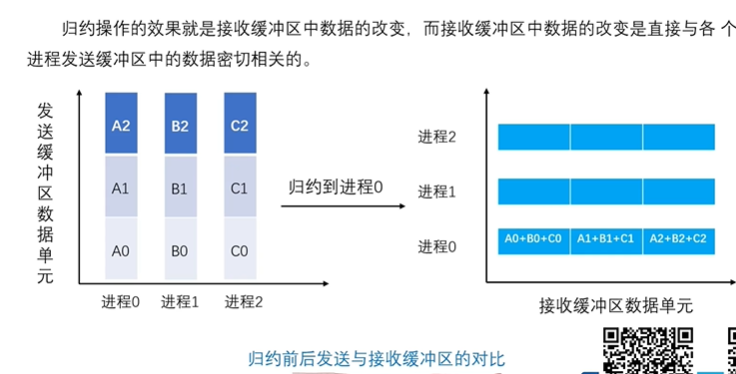 归约操作的效果就是接收缓冲区中数据的改变，而接收缓冲区中数据的改变是直接与各 个
进程发送缓冲区中的数据密切相关的。
发送缓冲区数据单元
A2 B2 C2
A1 B1 C1
A0 B0 C0
进程0 进程1 进程2
归约到进程0
进程2
进程1
进程0 A0+B0+C0 A1+B1+C1 A2+B2+C2
接收缓冲区数据单元
归约前后发送与接收缓冲区的对比